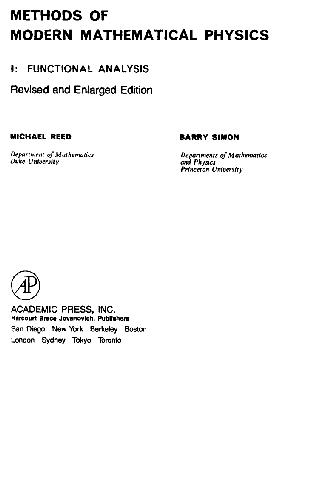 METHODS OF
MODERN MATHEMATICAL PHYSICS
I: FUNCTIONAL ANALYSIS
Revised and Enlarged Edition
MICHAEL REED
Department of Mathematics
Duke University
BARRY SIMON
Departments of Mathematics
and Physics
Princeton University
AP
ACADEMIC PRESS, INC.
Harcourt Brace Jovanovich, Publishers
San Diego New York Berkeley Boston
London Sydney Tokyo Toronto